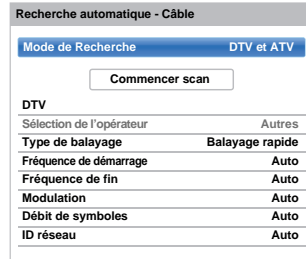 Recherche automatique - Câble
Mode de Recherche DTV et ATV
Commencer scan
DTV
Sélection de l'opérateur Autres
Type de balayage Balayage rapide
Fréquence de démarrage Auto
Fréquence de fin Auto
Modulation Auto
Débit de symboles Auto
ID réseau Auto